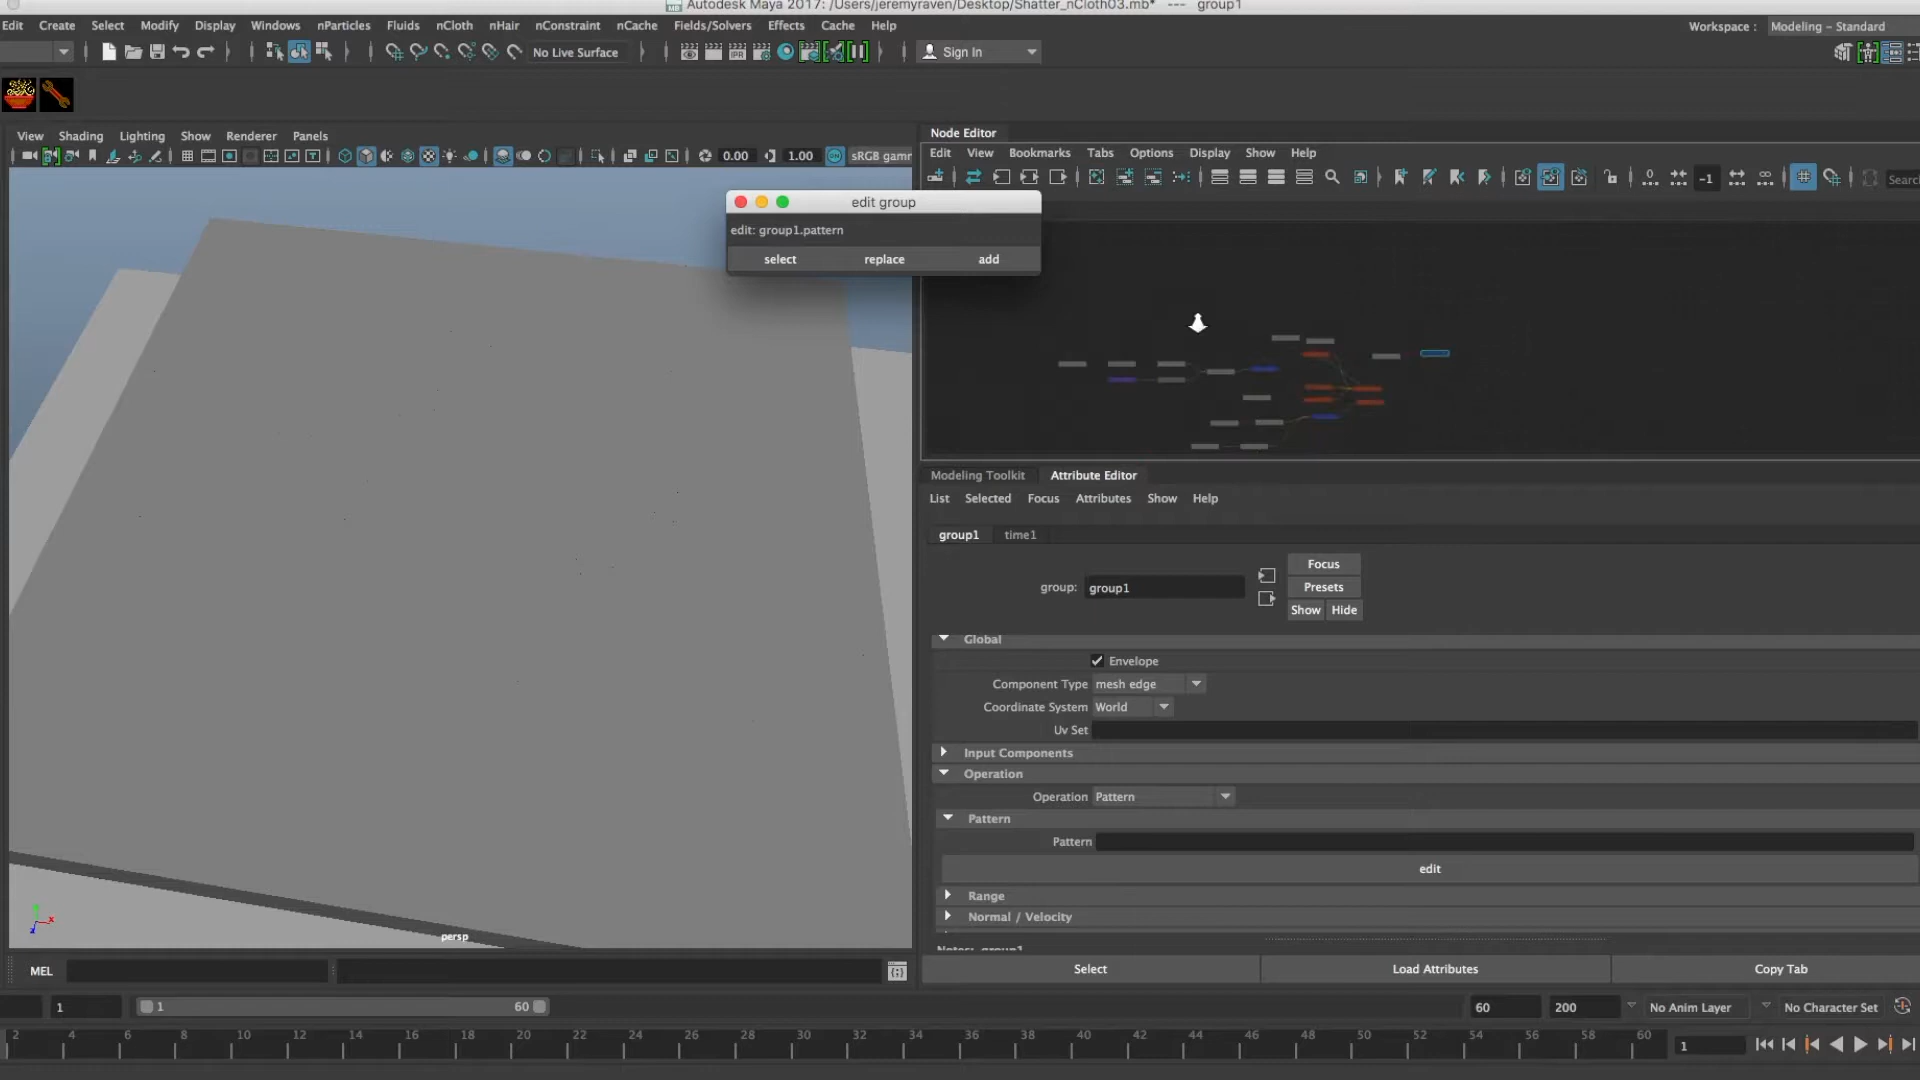 Autodesk Maya 2017: /Users/jeremyraven/Desktop/Shatter_nCloth03.mb* --- group1
Edit Create Select Modify Display Windows nParticles Fluids nCloth nHair nConstraint nCache Fields/Solvers Effects Cache Help
Workspace : Modeling - Standard
No Live Surface
Sign In
View Shading Lighting Show Renderer Panels
0.00 1.00 sRGB gamm
Node Editor
Edit View Bookmarks Tabs Options Display Show Help
-1 Searc
edit group
edit: group1.pattern
select replace add
Modeling Toolkit Attribute Editor
List Selected Focus Attributes Show Help
group1 time1
Focus
group: group1
Presets
Show Hide
Global
Envelope
Component Type mesh edge
Coordinate System World
Uv Set
Input Components
Operation
Operation Pattern
Pattern
Pattern
edit
Range
Normal / Velocity
Notes: group1
persp
MEL
Select Load Attributes Copy Tab
1 1 60 60 200 No Anim Layer No Character Set
2 4 6 8 10 12 14 16 18 20 22 24 26 28 30 32 34 36 38 40 42 44 46 48 50 52 54 56 58 60 1